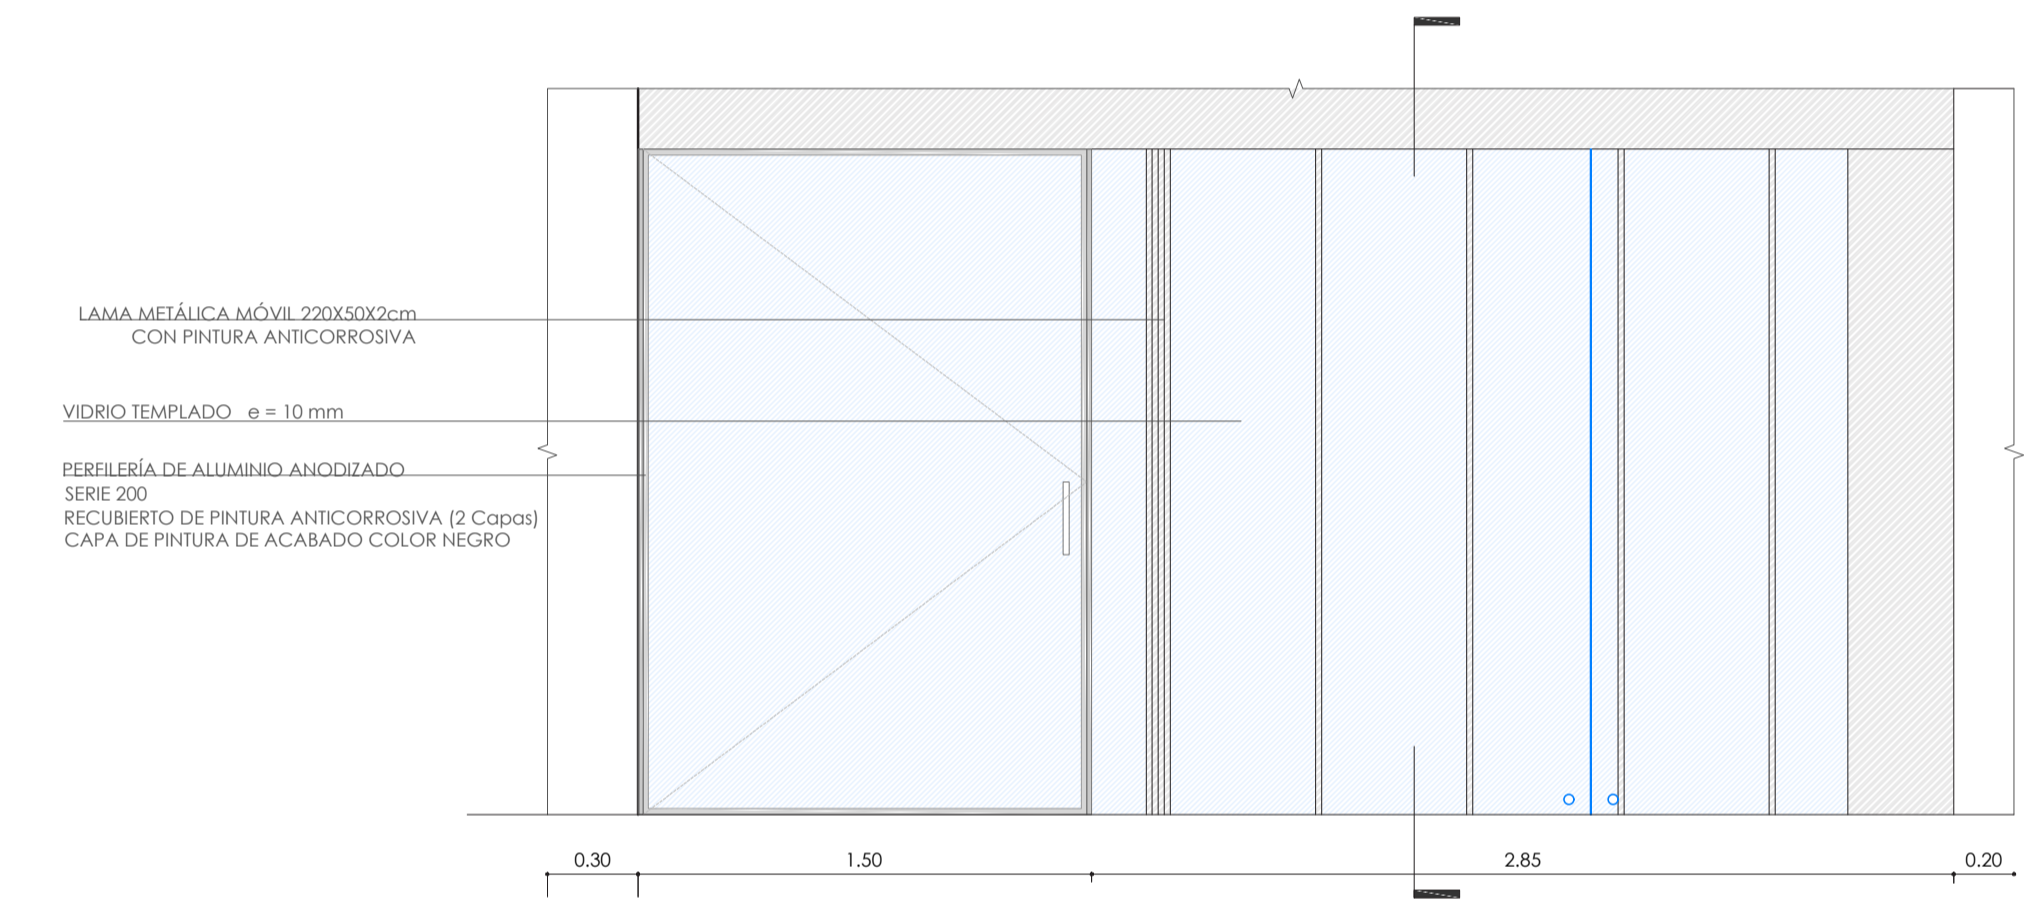 LAMA METÁLICA MÓVIL 220X50X2cm
CON PINTURA ANTICORROSIVA
VIDRIO TEMPLADO e = 10 mm
PERFILERÍA DE ALUMINIO ANODIZADO
SERIE 200
RECUBIERTO DE PINTURA ANTICORROSIVA (2 Capas)
CAPA DE PINTURA DE ACABADO COLOR NEGRO
0.30
1.50
2.85
0.20